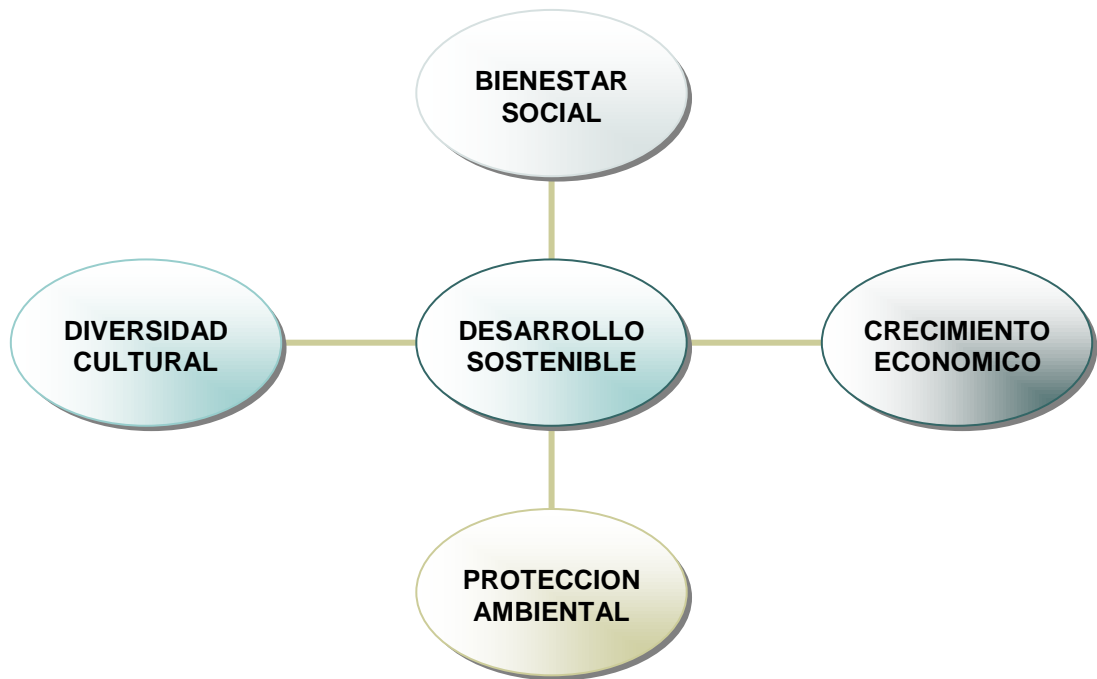 BIENESTAR
SOCIAL
DIVERSIDAD
CULTURAL
DESARROLLO
SOSTENIBLE
CRECIMIENTO
ECONOMICO
PROTECCION
AMBIENTAL